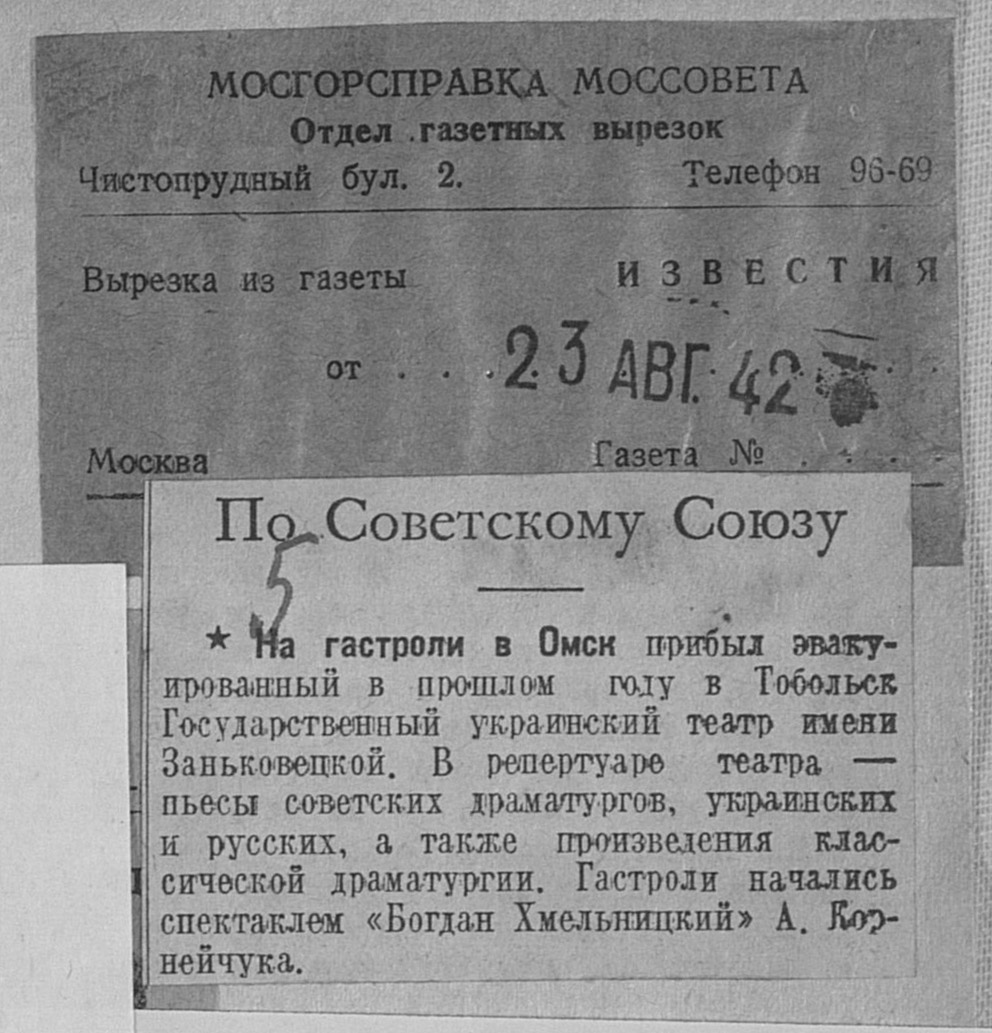 МОСГОРСПРАВКА МОССОВЕТА
Отдел газетных вырезок
Чистопрудный бул. 2. Телефон 96-69
Вырезка из газеты ИЗВЕСТИЯ
от . . . 23 АВГ. 42
Москва Газета № . . . .
По Советскому Союзу
5
★ На гастроли в Омск прибыл эваку-
ированный в прошлом году в Тобольск
Государственный украинский театр имени
Заньковецкой. В репертуаре театра —
пьесы советских драматургов, украинских
и русских, а также произведения клас-
сической драматургии. Гастроли начались
спектаклем «Богдан Хмельницкий» А. Кор-
нейчука.